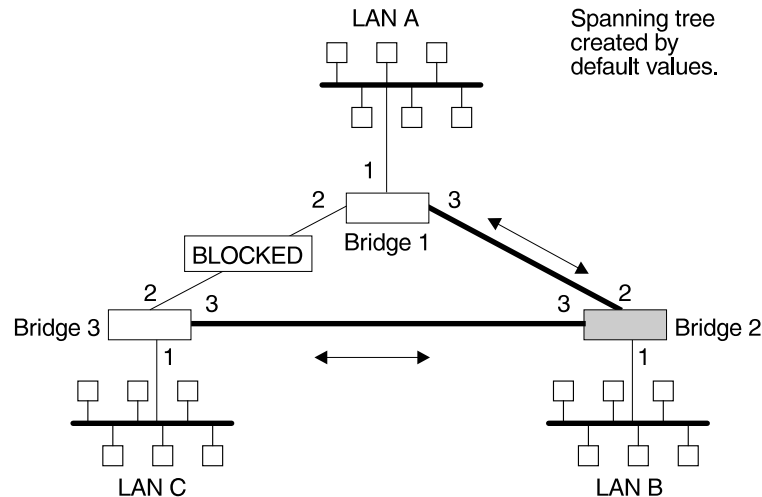 LAN A
Spanning tree
created by
default values.
1
2
3
Bridge 1
BLOCKED
2
3
3
2
Bridge 3
Bridge 2
1
1
LAN C
LAN B